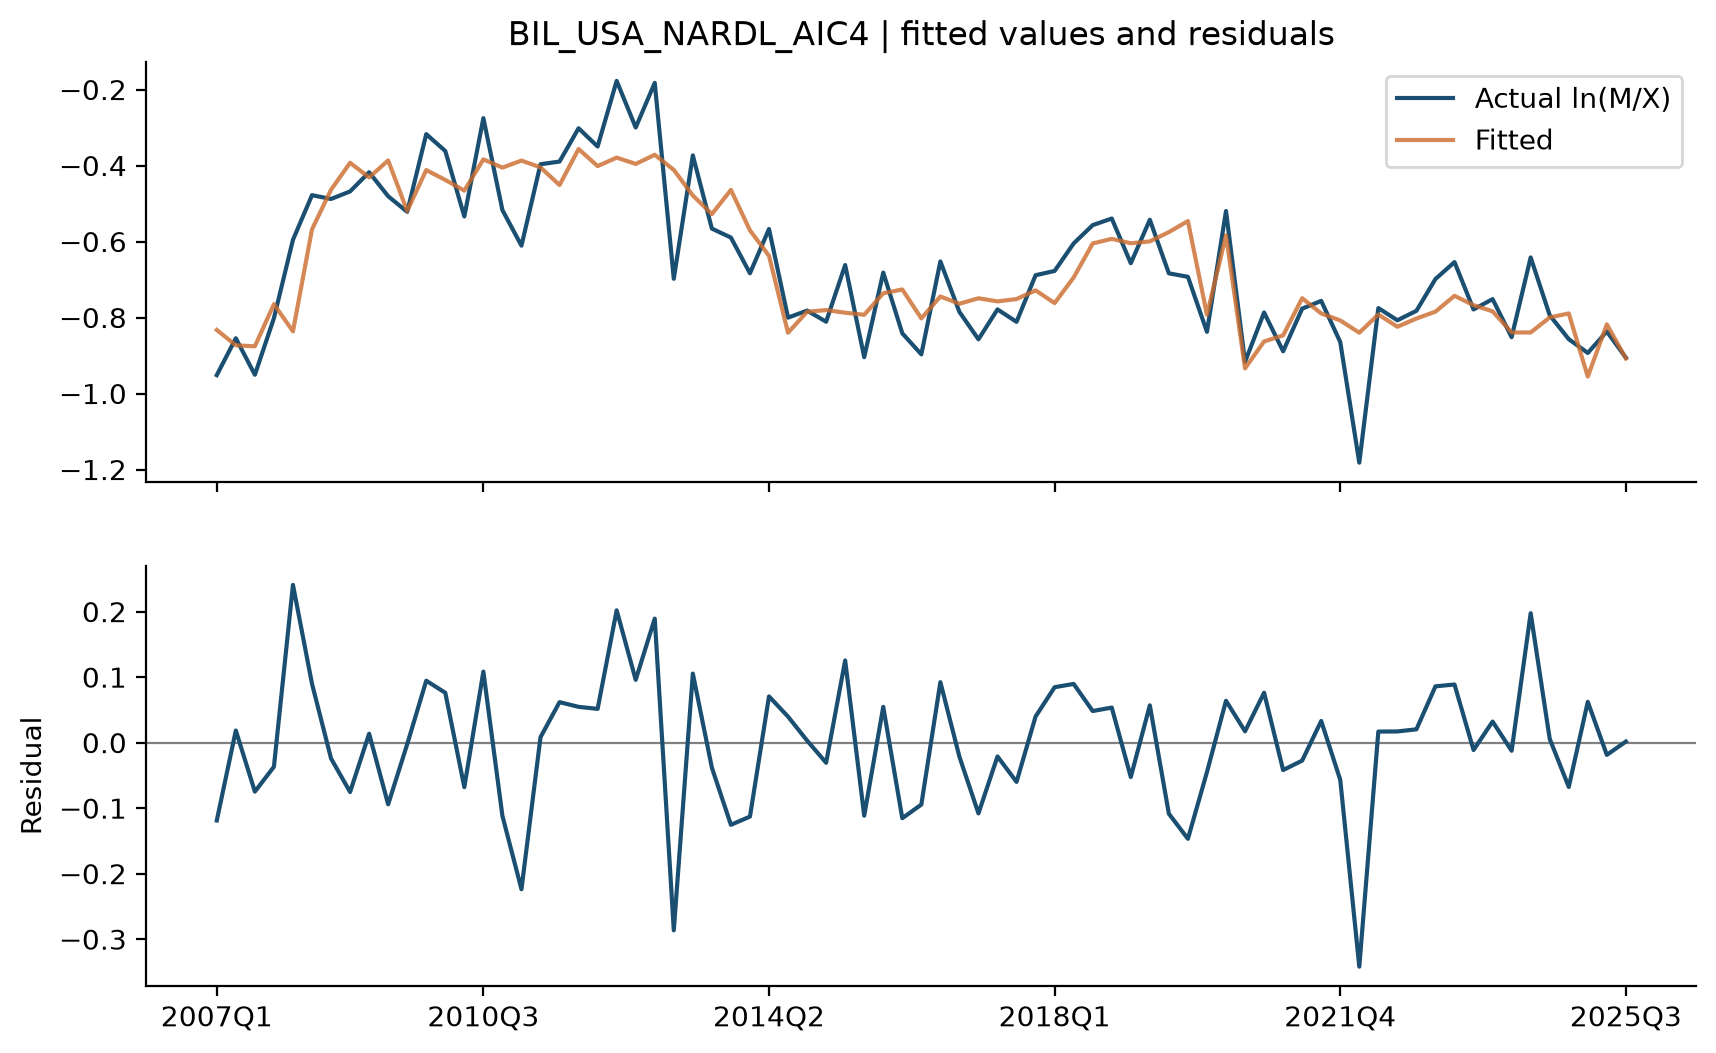 BIL_USA_NARDL_AIC4 | fitted values and residuals
Actual ln(M/X)
Fitted
−0.2
−0.4
−0.6
−0.8
−1.0
−1.2
Residual
0.2
0.1
0.0
−0.1
−0.2
−0.3
2007Q1 2010Q3 2014Q2 2018Q1 2021Q4 2025Q3